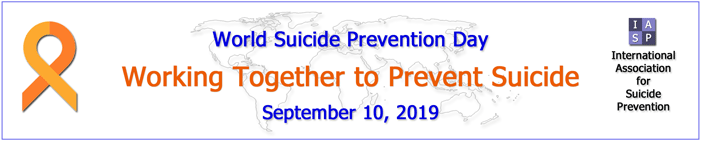 World Suicide Prevention Day
Working Together to Prevent Suicide
September 10, 2019
I A
S P
International
Association
for
Suicide
Prevention